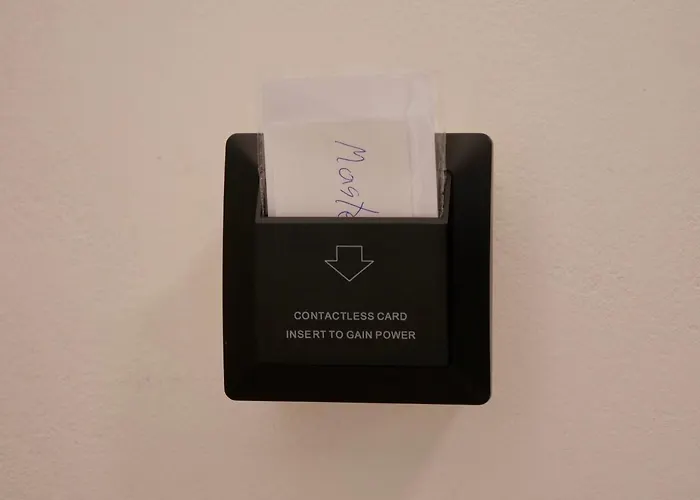 Maste
CONTACTLESS CARD
INSERT TO GAIN POWER